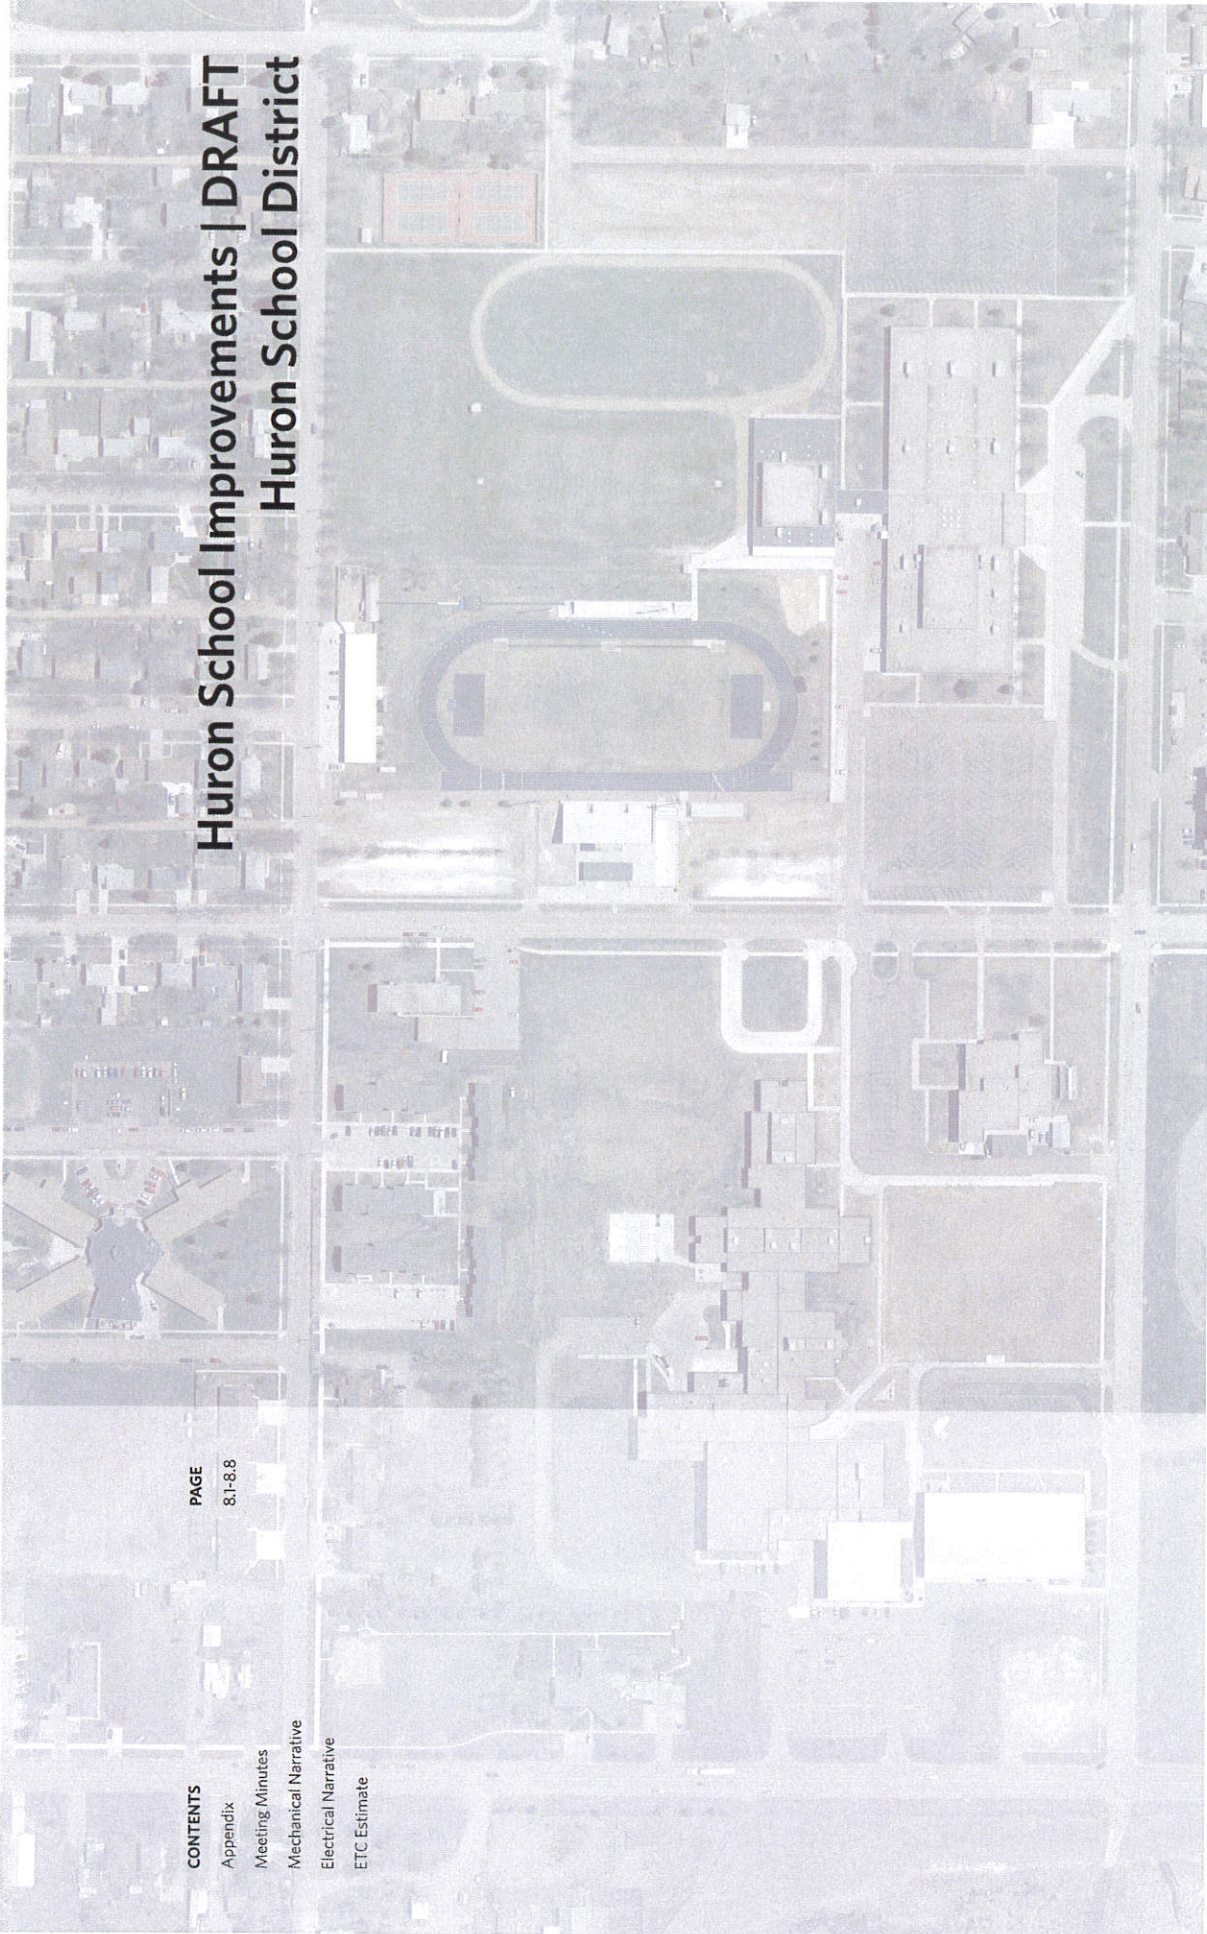 Huron School Improvements | DRAFT
Huron School District
CONTENTS PAGE
Appendix 8.1-8.8
Meeting Minutes
Mechanical Narrative
Electrical Narrative
ETC Estimate